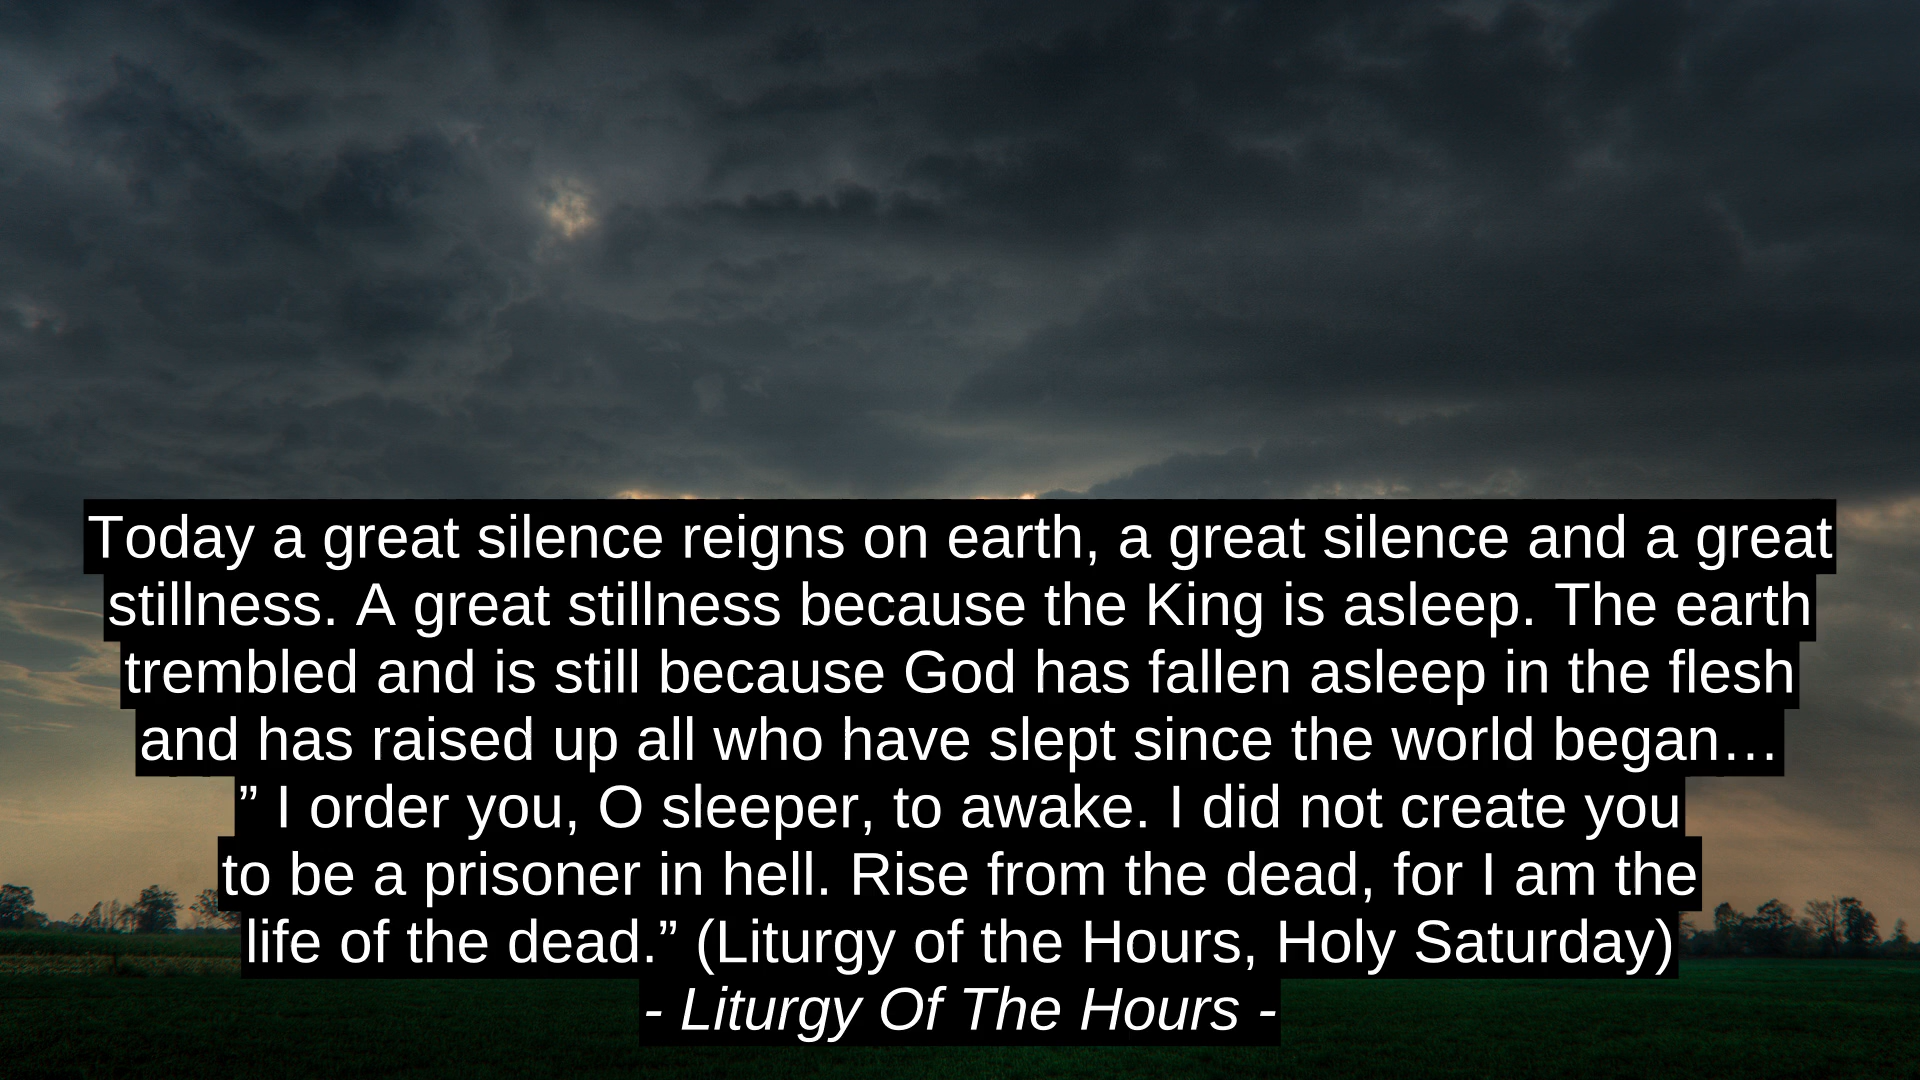 Today a great silence reigns on earth, a great silence and a great
stillness. A great stillness because the King is asleep. The earth
trembled and is still because God has fallen asleep in the flesh
and has raised up all who have slept since the world began…
” I order you, O sleeper, to awake. I did not create you
to be a prisoner in hell. Rise from the dead, for I am the
life of the dead.” (Liturgy of the Hours, Holy Saturday)
- Liturgy Of The Hours -